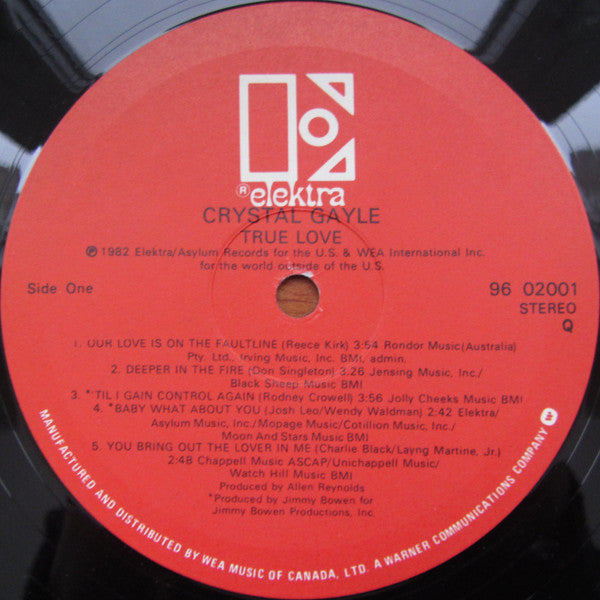 ® elektra
CRYSTAL GAYLE
TRUE LOVE
℗ 1982 Elektra/Asylum Records for the U.S. & WEA International Inc.
for the world outside of the U.S.
Side One
96 02001
STEREO
Q
1. OUR LOVE IS ON THE FAULTLINE (Reece Kirk) 3:54 Rondor Music(Australia)
Pty. Ltd., Irving Music, Inc. BMI, admin.
2. DEEPER IN THE FIRE (Don Singleton) 3:26 Jensing Music, Inc./
Black Sheep Music BMI
3. *'TIL I GAIN CONTROL AGAIN (Rodney Crowell) 3:56 Jolly Cheeks Music BMI
4. *BABY WHAT ABOUT YOU (Josh Leo/Wendy Waldman) 2:42 Elektra/
Asylum Music Inc./Mopage Music/Cotillion Music, Inc./
Moon And Stars Music BMI
5. YOU BRING OUT THE LOVER IN ME (Charlie Black/Layng Martine, Jr.)
2:48 Chappell Music ASCAP/Unichappell Music/
Watch Hill Music BMI
Produced by Allen Reynolds
*Produced by Jimmy Bowen for
Jimmy Bowen Productions, Inc.
MANUFACTURED AND DISTRIBUTED BY WEA MUSIC OF CANADA, LTD. A WARNER COMMUNICATIONS COMPANY